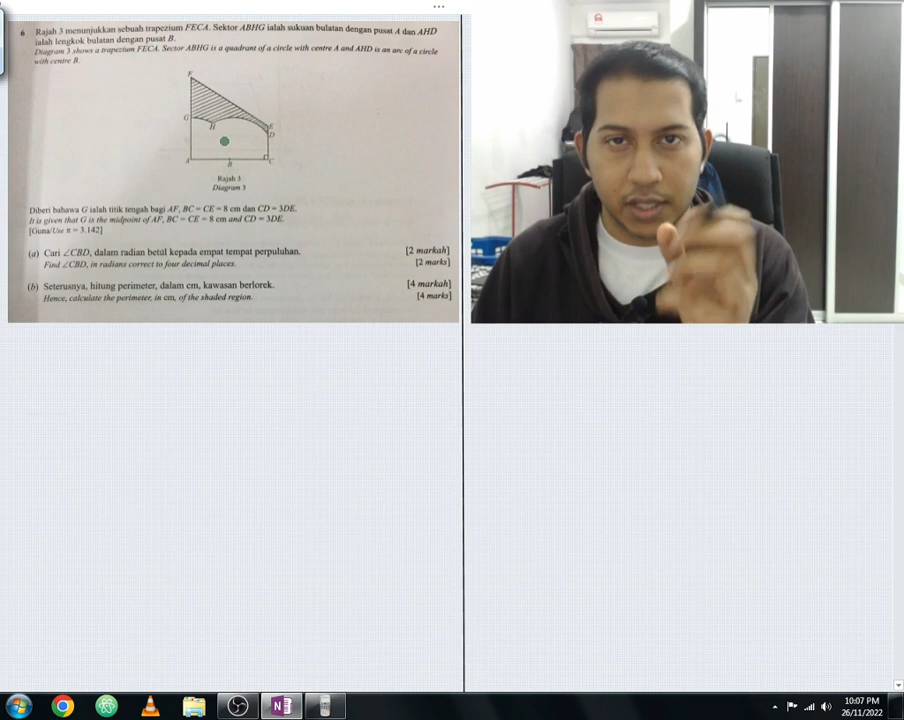 6 Rajah 3 menunjukkan sebuah trapezium FECA. Sektor ABHG ialah sukuan bulatan dengan pusat A dan AHD
ialah lengkok bulatan dengan pusat B.
Diagram 3 shows a trapezium FECA. Sector ABHG is a quadrant of a circle with centre A and AHD is an arc of a circle
with centre B.
F
G
H
E
D
A
B
C
Rajah 3
Diagram 3
Diberi bahawa G ialah titik tengah bagi AF, BC = CE = 8 cm dan CD = 3DE.
It is given that G is the midpoint of AF, BC = CE = 8 cm and CD = 3DE.
[Guna/Use π = 3.142]
(a) Cari ∠CBD, dalam radian betul kepada empat tempat perpuluhan. [2 markah]
Find ∠CBD, in radians correct to four decimal places. [2 marks]
(b) Seterusnya, hitung perimeter, dalam cm, kawasan berlorek. [4 markah]
Hence, calculate the perimeter, in cm, of the shaded region. [4 marks]
N
10:07 PM
26/11/2022